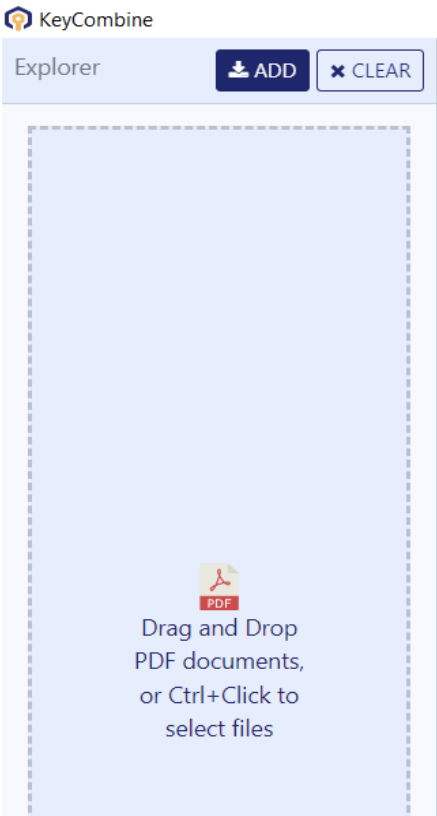 KeyCombine
Explorer
ADD
CLEAR
PDF
Drag and Drop
PDF documents,
or Ctrl+Click to
select files